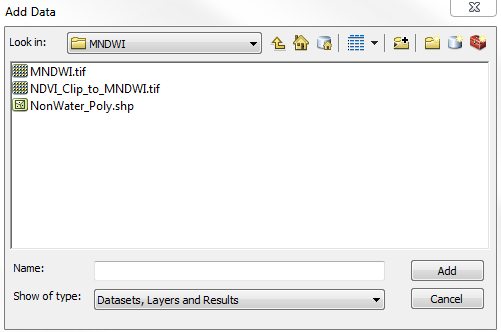 Add Data
Look in: MNDWI
MNDWI.tif
NDVI_Clip_to_MNDWI.tif
NonWater_Poly.shp
Name: Add
Show of type: Datasets, Layers and Results Cancel